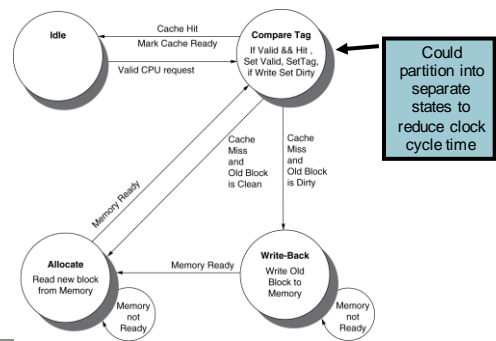 Idle
Cache Hit
Mark Cache Ready
Valid CPU request
Compare Tag
If Valid && Hit ,
Set Valid, SetTag,
if Write Set Dirty
Could
partition into
separate
states to
reduce clock
cycle time
Cache
Miss
and
Old Block
is Clean
Cache
Miss
and
Old Block
is Dirty
Memory Ready
Allocate
Read new block
from Memory
Memory
not
Ready
Memory Ready
Write-Back
Write Old
Block to
Memory
Memory
not
Ready